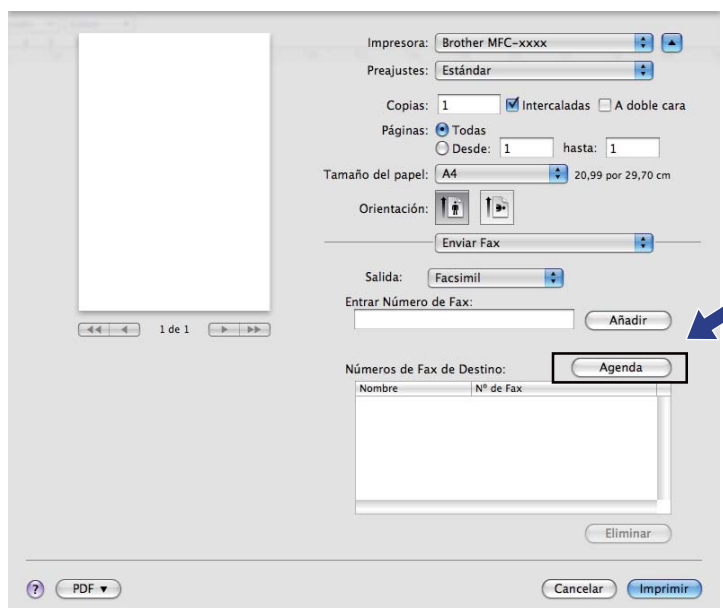 Impresora: Brother MFC-xxxx
Preajustes: Estándar
Copias: 1 Intercaladas A doble cara
Páginas: Todas
Desde: 1 hasta: 1
Tamaño del papel: A4 20,99 por 29,70 cm
Orientación:
Enviar Fax
Salida: Facsimil
Entrar Número de Fax:
Añadir
1 de 1
Números de Fax de Destino: Agenda
Nombre Nº de Fax
Eliminar
? PDF Cancelar Imprimir